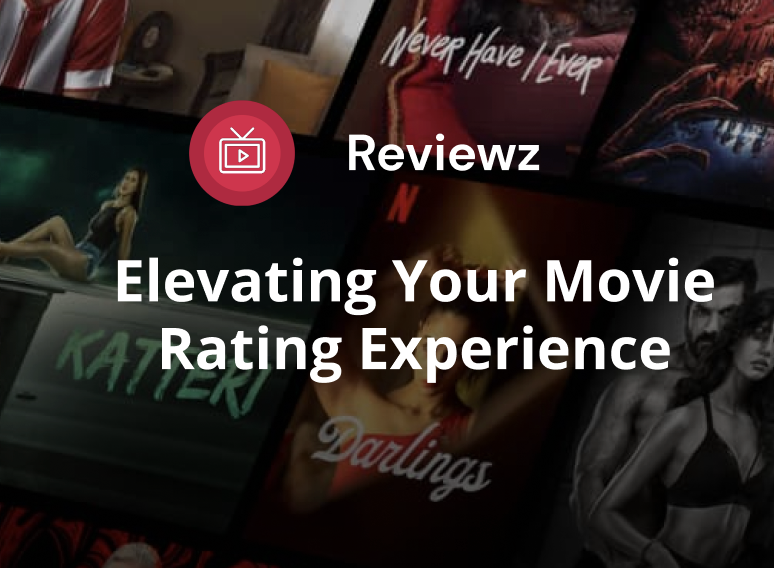 Never Have I Ever
Reviewz
N
Elevating Your Movie
Rating Experience
KATTERI
Darlings